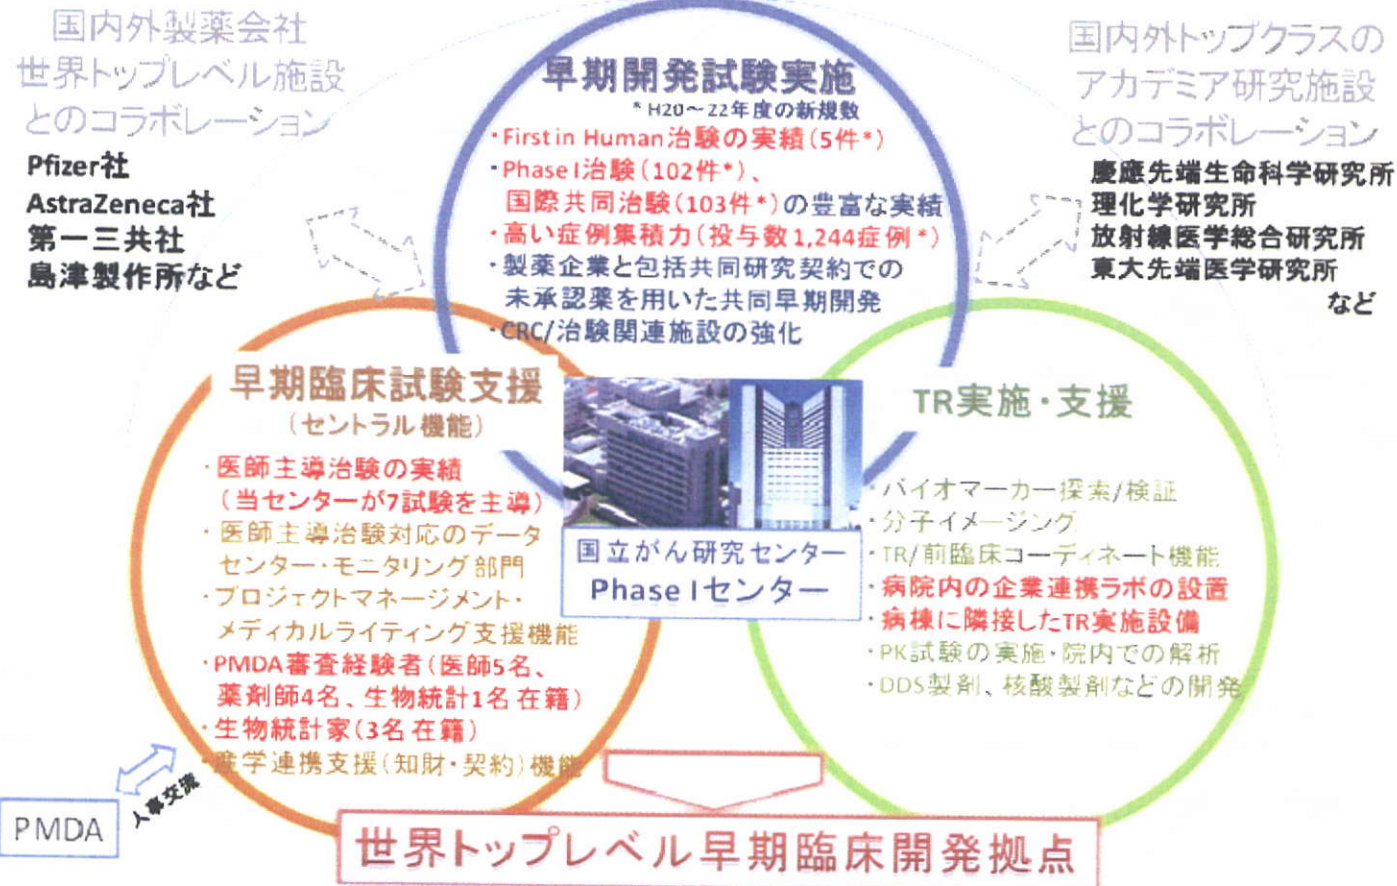 国内外製薬会社
世界トップレベル施設
とのコラボレーション
Pfizer社
AstraZeneca社
第一三共社
島津製作所など
早期開発試験実施
*H20～22年度の新規数
・First in Human治験の実績(5件*)
・Phase I治験(102件*)、
国際共同治験(103件*)の豊富な実績
・高い症例集積力(投与数1,244症例*)
・製薬企業と包括共同研究契約での
未承認薬を用いた共同早期開発
・CRC/治験関連施設の強化
国内外トップクラスの
アカデミア研究施設
とのコラボレーション
慶應先端生命科学研究所
理化学研究所
放射線医学総合研究所
東大先端医学研究所
など
早期臨床試験支援
(セントラル機能)
・医師主導治験の実績
(当センターが7試験を主導)
・医師主導治験対応のデータ
センター・モニタリング部門
・プロジェクトマネージメント・
メディカルライティング支援機能
・PMDA審査経験者(医師5名、
薬剤師4名、生物統計1名在籍)
・生物統計家(3名在籍)
・産学連携支援(知財・契約)機能
国立がん研究センター
Phase Iセンター
TR実施・支援
・バイオマーカー探索/検証
・分子イメージング
・TR/前臨床コーディネート機能
・病院内の企業連携ラボの設置
・病棟に隣接したTR実施設備
・PK試験の実施・院内での解析
・DDS製剤、核酸製剤などの開発
人事交流
PMDA
世界トップレベル早期臨床開発拠点